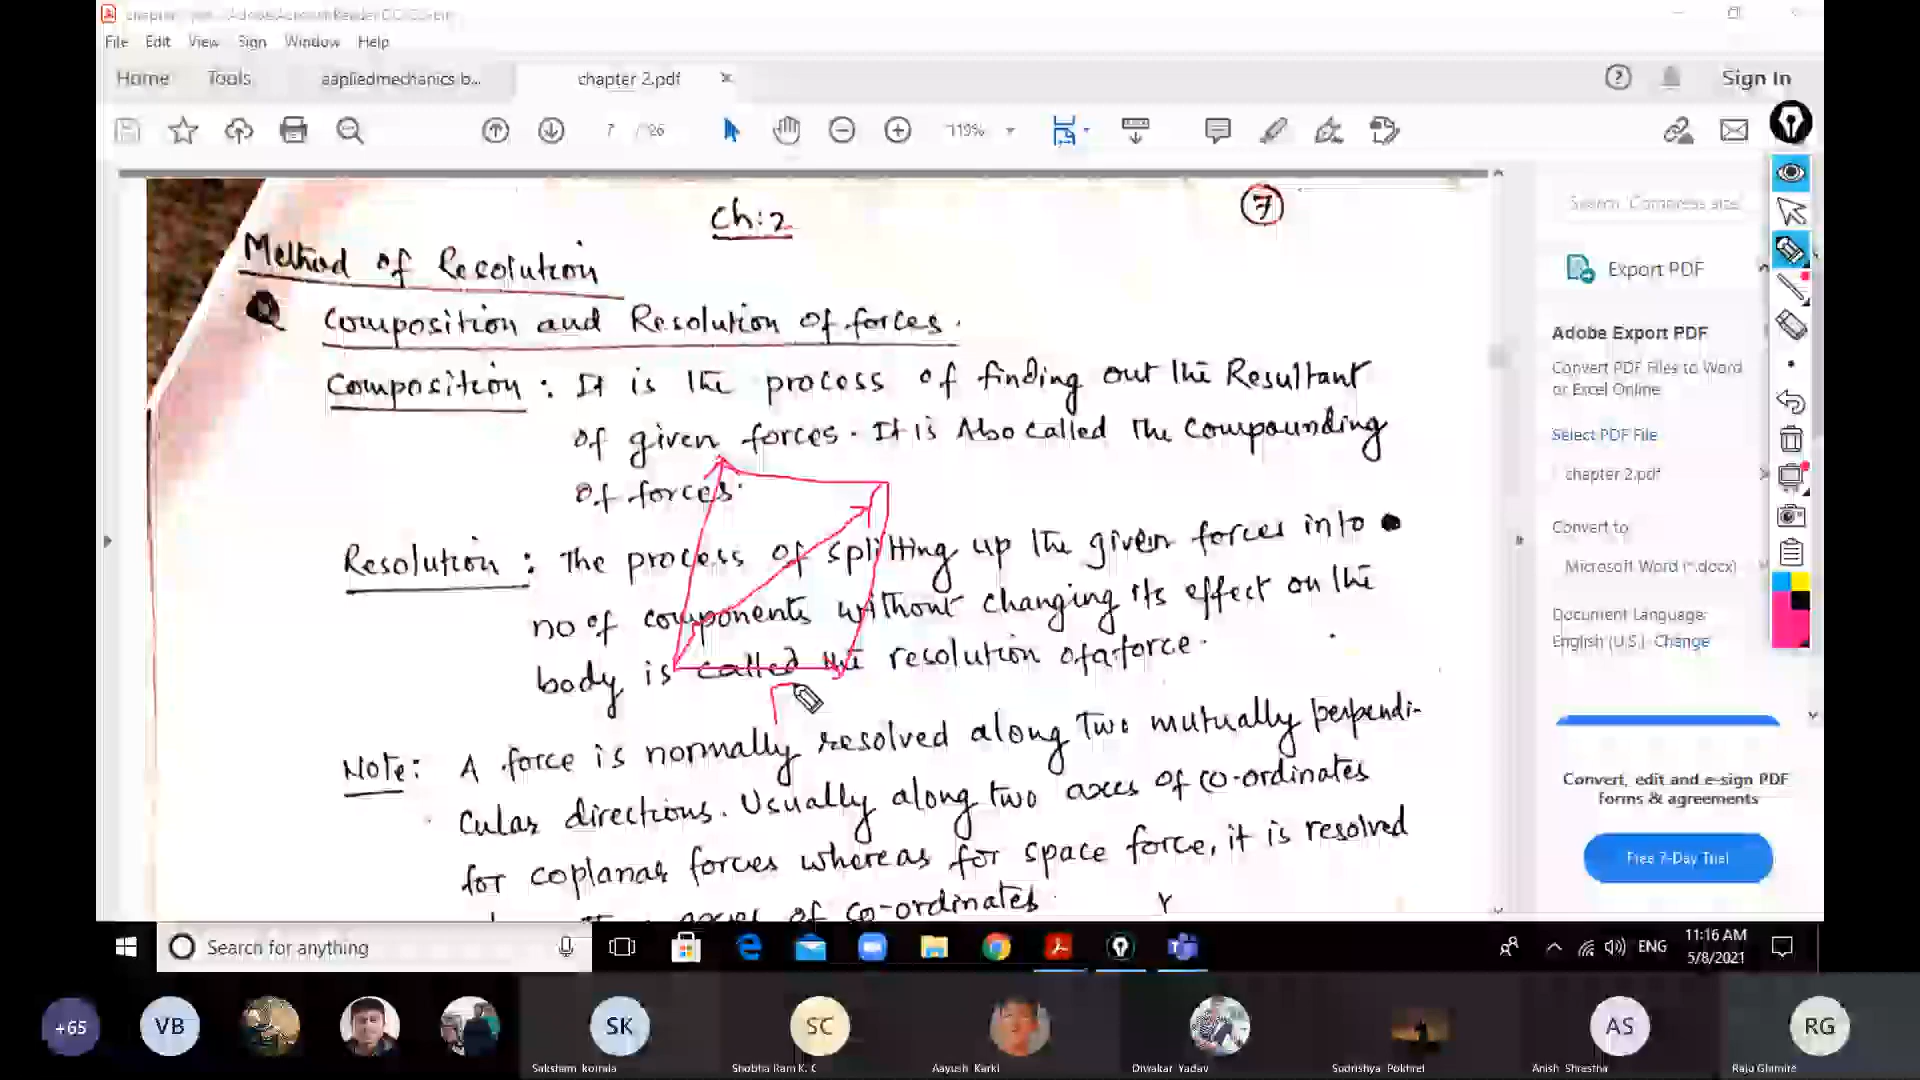 File Edit View Sign Window Help
Home Tools aapliedmechanics b... chapter 2.pdf Sign In
7 / 26 119%
Ch:2 7
Method of Resolution
Composition and Resolution of forces.
Composition: It is the process of finding out the Resultant
of given forces. It is Also called The Compounding
of forces.
Resolution: The process of splitting up the given forces into
no of components without changing its effect on the
body is called the resolution of a force.
Note: A force is normally resolved along Two mutually perpendi-
cular directions. Usually along two axes of co-ordinates
for coplanar forces whereas for space force, it is resolved
axes of co-ordinates
Y
Search 'Compress size'
Export PDF
Adobe Export PDF
Convert PDF Files to Word
or Excel Online
Select PDF File
chapter 2.pdf
Convert to
Microsoft Word (*.docx)
Document Language:
English (U.S.) Change
Convert, edit and e-sign PDF
forms & agreements
Free 7-Day Trial
Search for anything
ENG 11:16 AM
5/8/2021
+65 VB SK SC AS RG
Saksham koirala Shobha Ram K. C Aayush Karki Diwakar Yadav Sudrishya Pokhrel Anish Shrestha Raju Ghimire